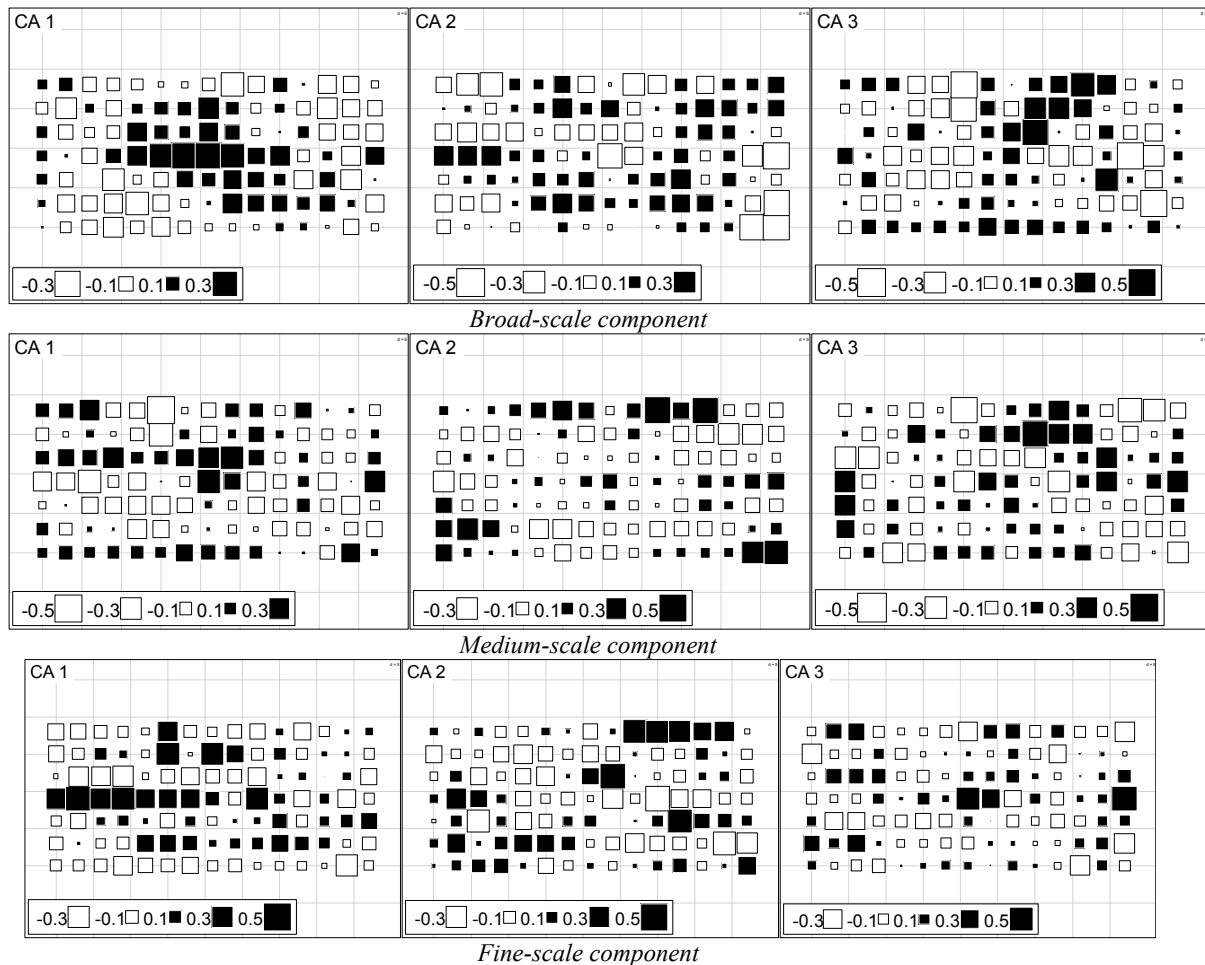 CA 1
CA 2
CA 3
-0.3 -0.1 0.1 0.3
-0.5 -0.3 -0.1 0.1 0.3
-0.5 -0.3 -0.1 0.1 0.3 0.5
Broad-scale component
CA 1
CA 2
CA 3
-0.5 -0.3 -0.1 0.1 0.3
-0.3 -0.1 0.1 0.3 0.5
-0.5 -0.3 -0.1 0.1 0.3 0.5
Medium-scale component
CA 1
CA 2
CA 3
-0.3 -0.1 0.1 0.3 0.5
-0.3 -0.1 0.1 0.3 0.5
-0.3 -0.1 0.1 0.3 0.5
Fine-scale component